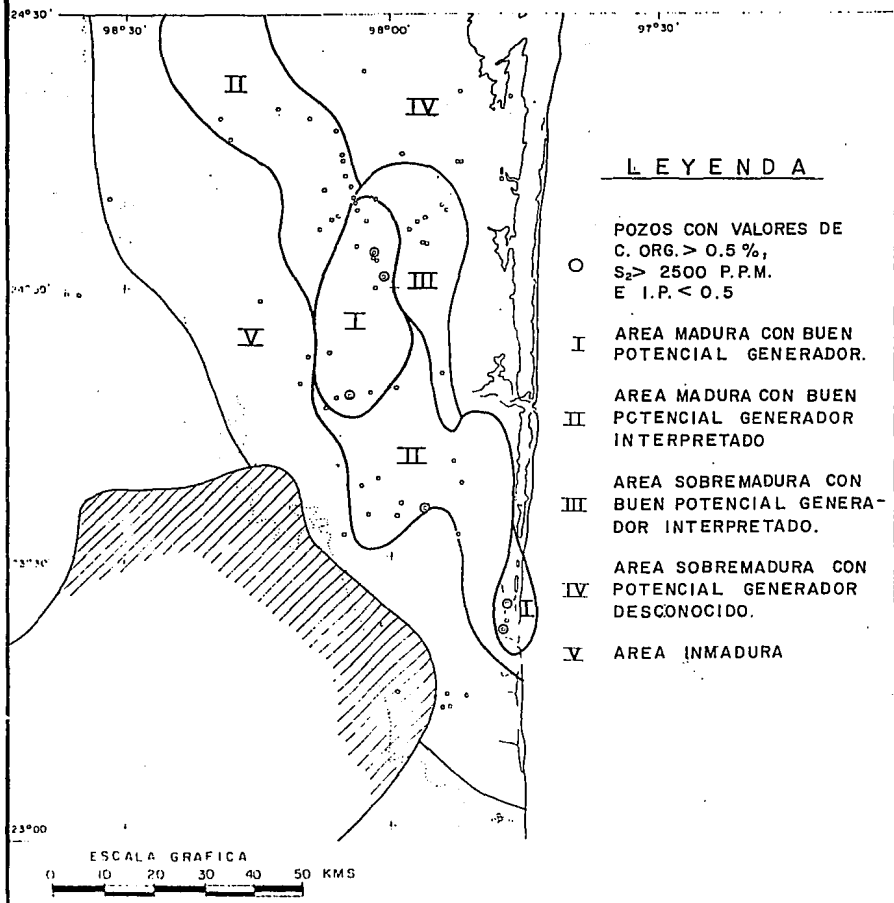 24°30'
98°30'
98°00'
97°30'
II
IV
LEYENDA
POZOS CON VALORES DE
C. ORG. > 0.5 %,
S₂> 2500 P.P.M.
E I.P. < 0.5
III
I
V
I AREA MADURA CON BUEN
POTENCIAL GENERADOR.
II AREA MADURA CON BUEN
POTENCIAL GENERADOR
INTERPRETADO
II
III AREA SOBREMADURA CON
BUEN POTENCIAL GENERA-
DOR INTERPRETADO.
IV AREA SOBREMADURA CON
POTENCIAL GENERADOR
DESCONOCIDO.
I
V AREA INMADURA
23°00
ESCALA GRAFICA
0 10 20 30 40 50 KMS